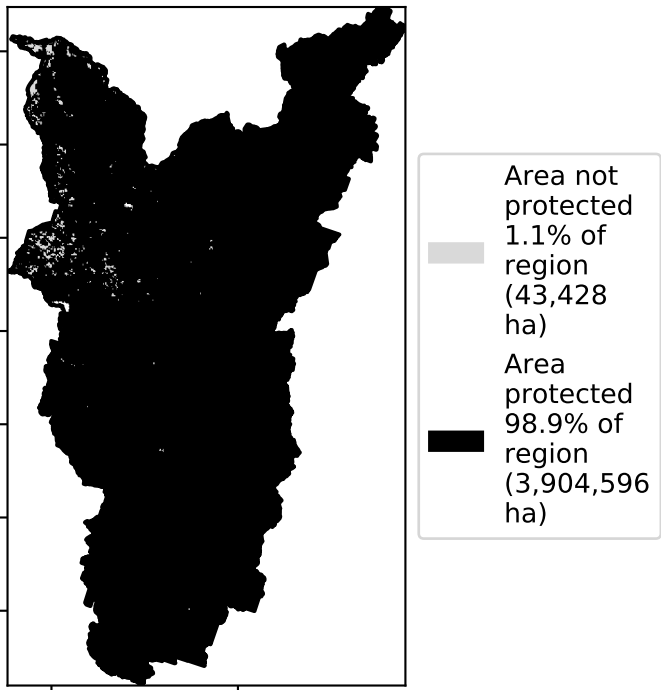 Area not
protected
1.1% of
region
(43,428
ha)
Area
protected
98.9% of
region
(3,904,596
ha)